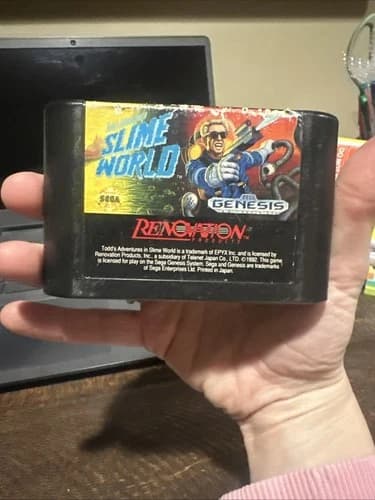 SLIME
WORLD
SEGA
SEGA
GENESIS
RENOVATION
PRODUCTS
Todd's Adventures in Slime World is a trademark of EPYX Inc. and is licensed by
Renovation Products, Inc., a subsidiary of Telenet Japan Co., LTD. ©1992. This game
is licensed for play on the Sega Genesis System. Sega and Genesis are trademarks
of Sega Enterprises Ltd. Printed in Japan.